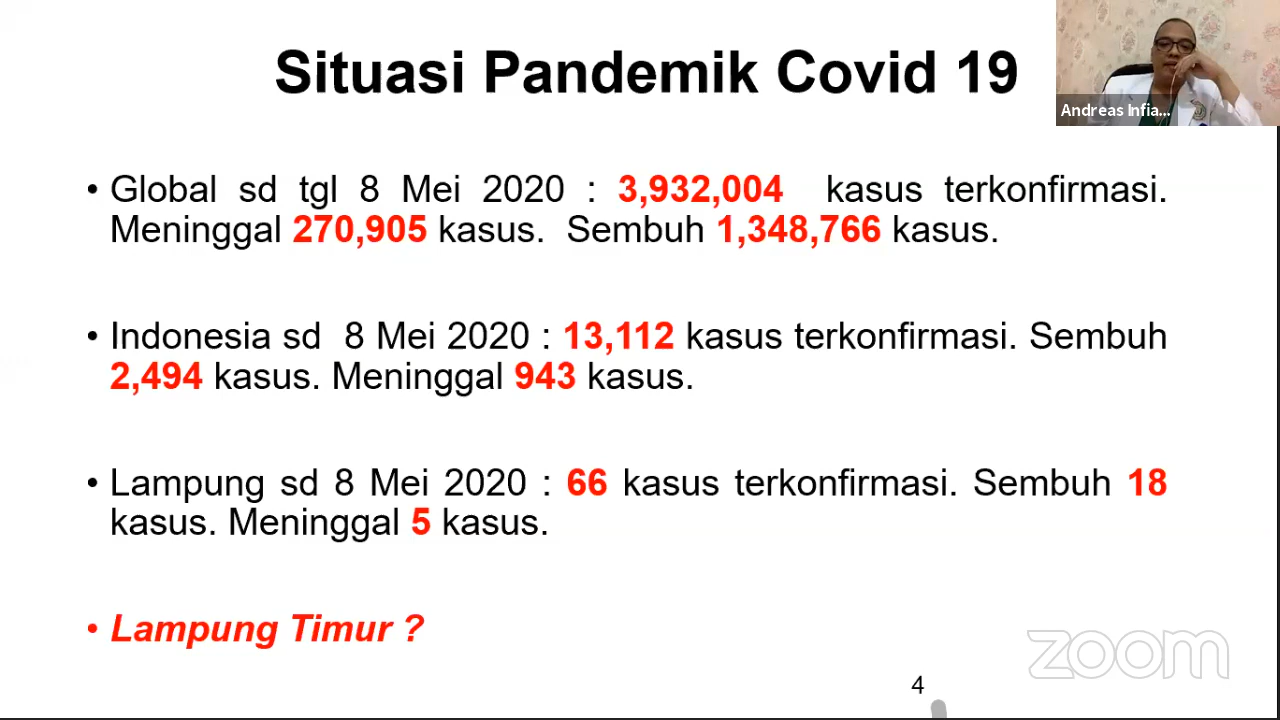 Situasi Pandemik Covid 19
Andreas Infia...
• Global sd tgl 8 Mei 2020 : 3,932,004 kasus terkonfirmasi.
Meninggal 270,905 kasus. Sembuh 1,348,766 kasus.
• Indonesia sd 8 Mei 2020 : 13,112 kasus terkonfirmasi. Sembuh
2,494 kasus. Meninggal 943 kasus.
• Lampung sd 8 Mei 2020 : 66 kasus terkonfirmasi. Sembuh 18
kasus. Meninggal 5 kasus.
• Lampung Timur ?
zoom
4